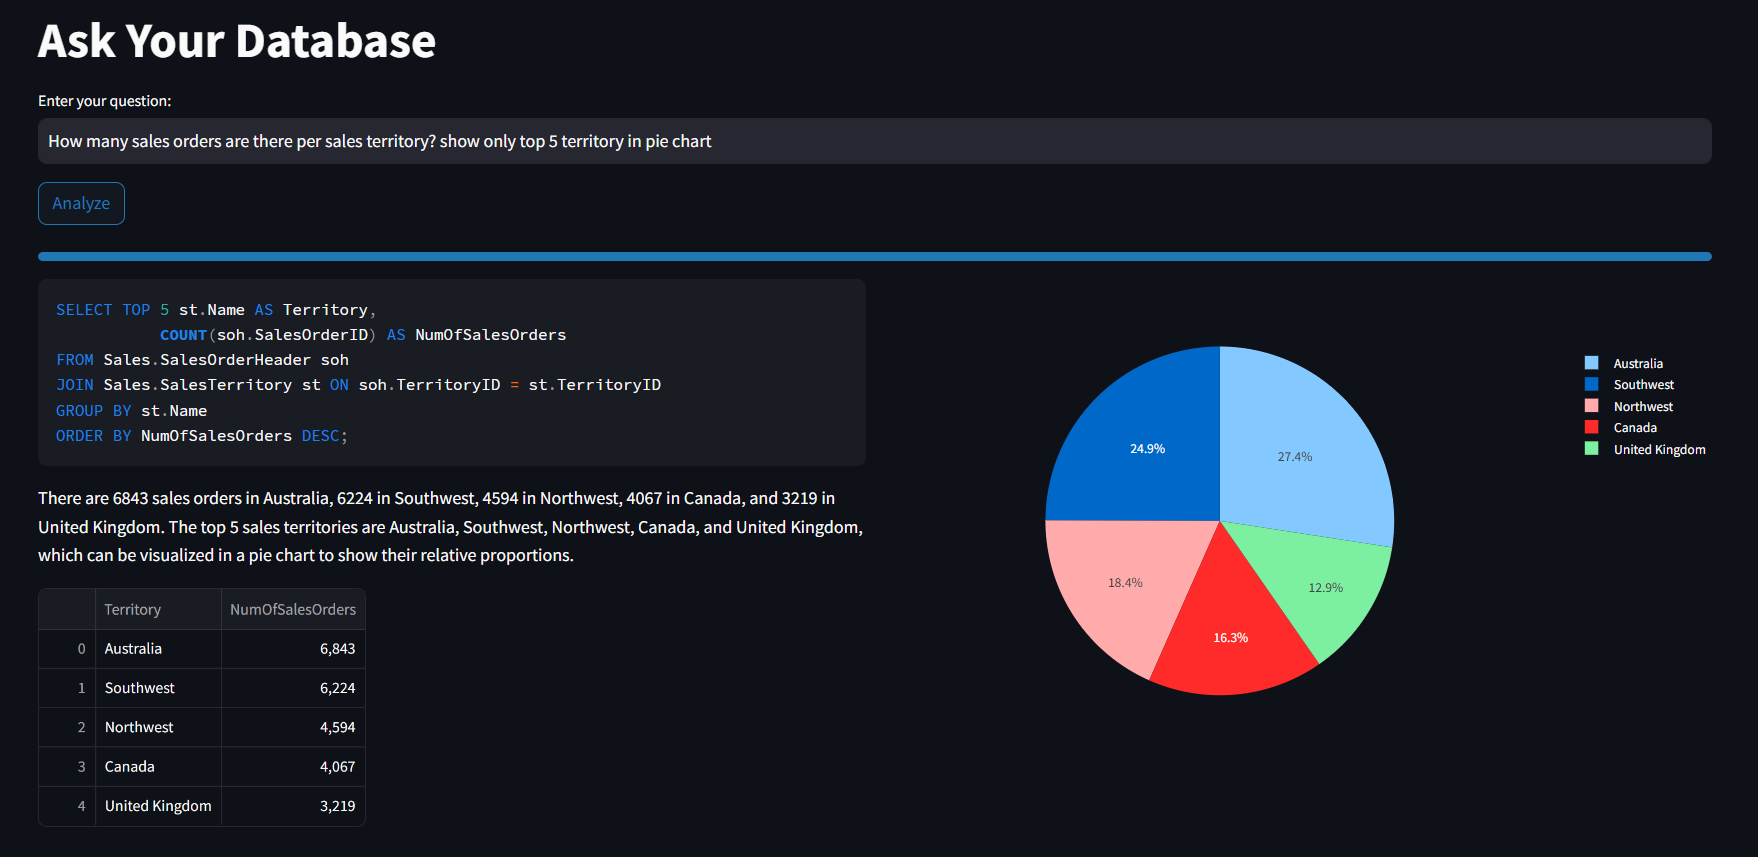 Ask Your Database
Enter your question:
How many sales orders are there per sales territory? show only top 5 territory in pie chart
Analyze
SELECT TOP 5 st.Name AS Territory,
COUNT(soh.SalesOrderID) AS NumOfSalesOrders
FROM Sales.SalesOrderHeader soh
JOIN Sales.SalesTerritory st ON soh.TerritoryID = st.TerritoryID
GROUP BY st.Name
ORDER BY NumOfSalesOrders DESC;
There are 6843 sales orders in Australia, 6224 in Southwest, 4594 in Northwest, 4067 in Canada, and 3219 in
United Kingdom. The top 5 sales territories are Australia, Southwest, Northwest, Canada, and United Kingdom,
which can be visualized in a pie chart to show their relative proportions.
Territory NumOfSalesOrders
0 Australia 6,843
1 Southwest 6,224
2 Northwest 4,594
3 Canada 4,067
4 United Kingdom 3,219
24.9%
27.4%
18.4%
12.9%
16.3%
Australia
Southwest
Northwest
Canada
United Kingdom